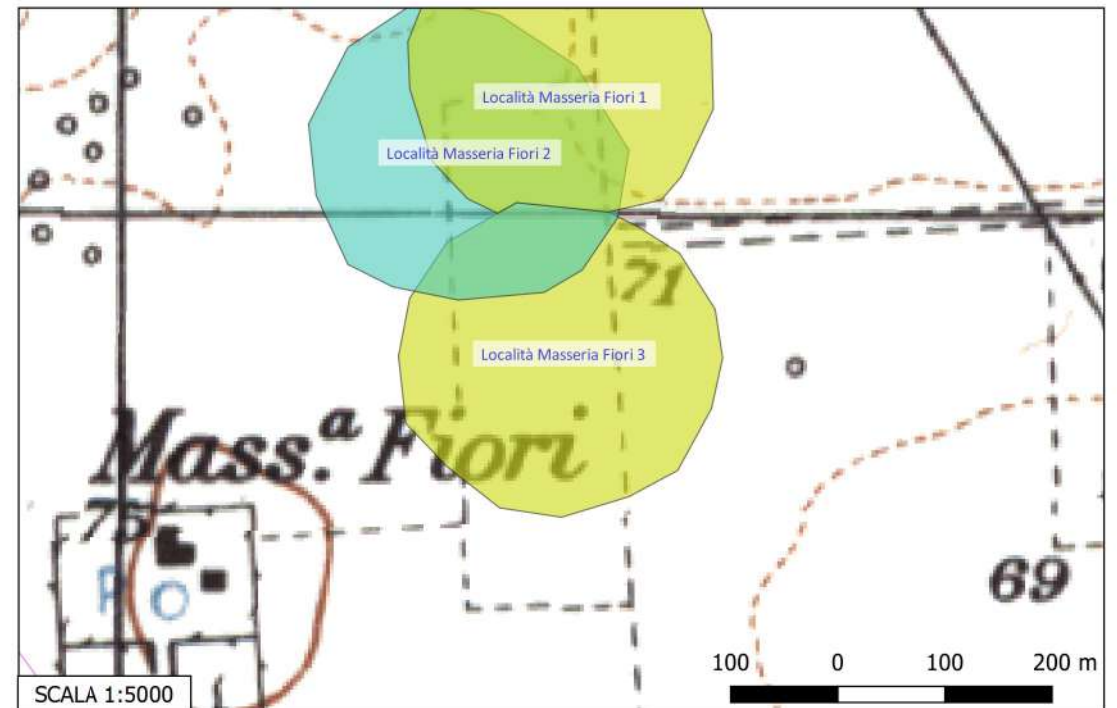 Località Masseria Fiori 1
Località Masseria Fiori 2
71
Località Masseria Fiori 3
Mass.ª Fiori
75
P O
69
100 0 100 200 m
SCALA 1:5000